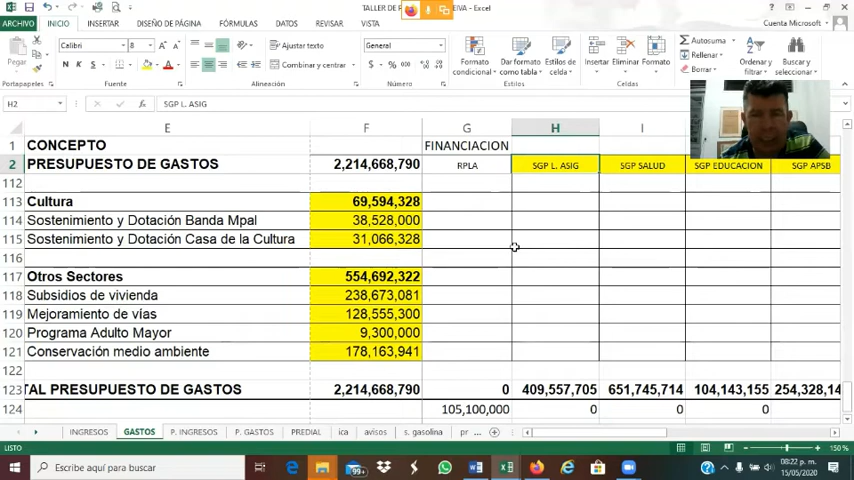 TALLER DE P EIVA - Excel
Cuenta Microsoft
ARCHIVO INICIO INSERTAR DISEÑO DE PÁGINA FÓRMULAS DATOS REVISAR VISTA
Pegar Calibri 8 Ajustar texto General Autosuma
Formato condicional Dar formato como tabla Estilos de celda Insertar Eliminar Formato Rellenar Ordenar y filtrar Buscar y seleccionar
N K S Combinar y centrar $ % 000 Borrar
Portapapeles Fuente Alineación Número Estilos
H2 SGP L. ASIG
E F G H I
1 CONCEPTO FINANCIACION
2 PRESUPUESTO DE GASTOS 2,214,668,790 RPLA SGP L. ASIG SGP SALUD SGP EDUCACION SGP APSB
112
113 Cultura 69,594,328
114 Sostenimiento y Dotación Banda Mpal 38,528,000
115 Sostenimiento y Dotación Casa de la Cultura 31,066,328
116
117 Otros Sectores 554,692,322
118 Subsidios de vivienda 238,673,081
119 Mejoramiento de vías 128,555,300
120 Programa Adulto Mayor 9,300,000
121 Conservación medio ambiente 178,163,941
122
123 TAL PRESUPUESTO DE GASTOS 2,214,668,790 0 409,557,705 651,745,714 104,143,155 254,328,14
124 105,100,000 0 0 0
INGRESOS GASTOS P. INGRESOS P. GASTOS PREDIAL ica avisos s. gasolina pr ...
LISTO 150 %
Escribe aquí para buscar 99+ 08:22 p. m.
15/05/2020